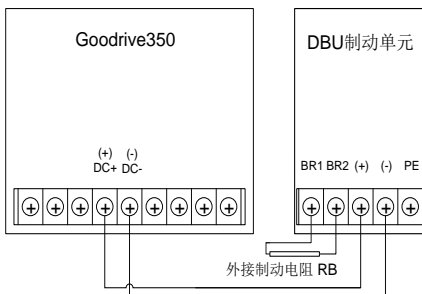 Goodrive350
DBU制动单元
(+) (-)
DC+ DC-
BR1 BR2 (+) (-) PE
外接制动电阻 RB